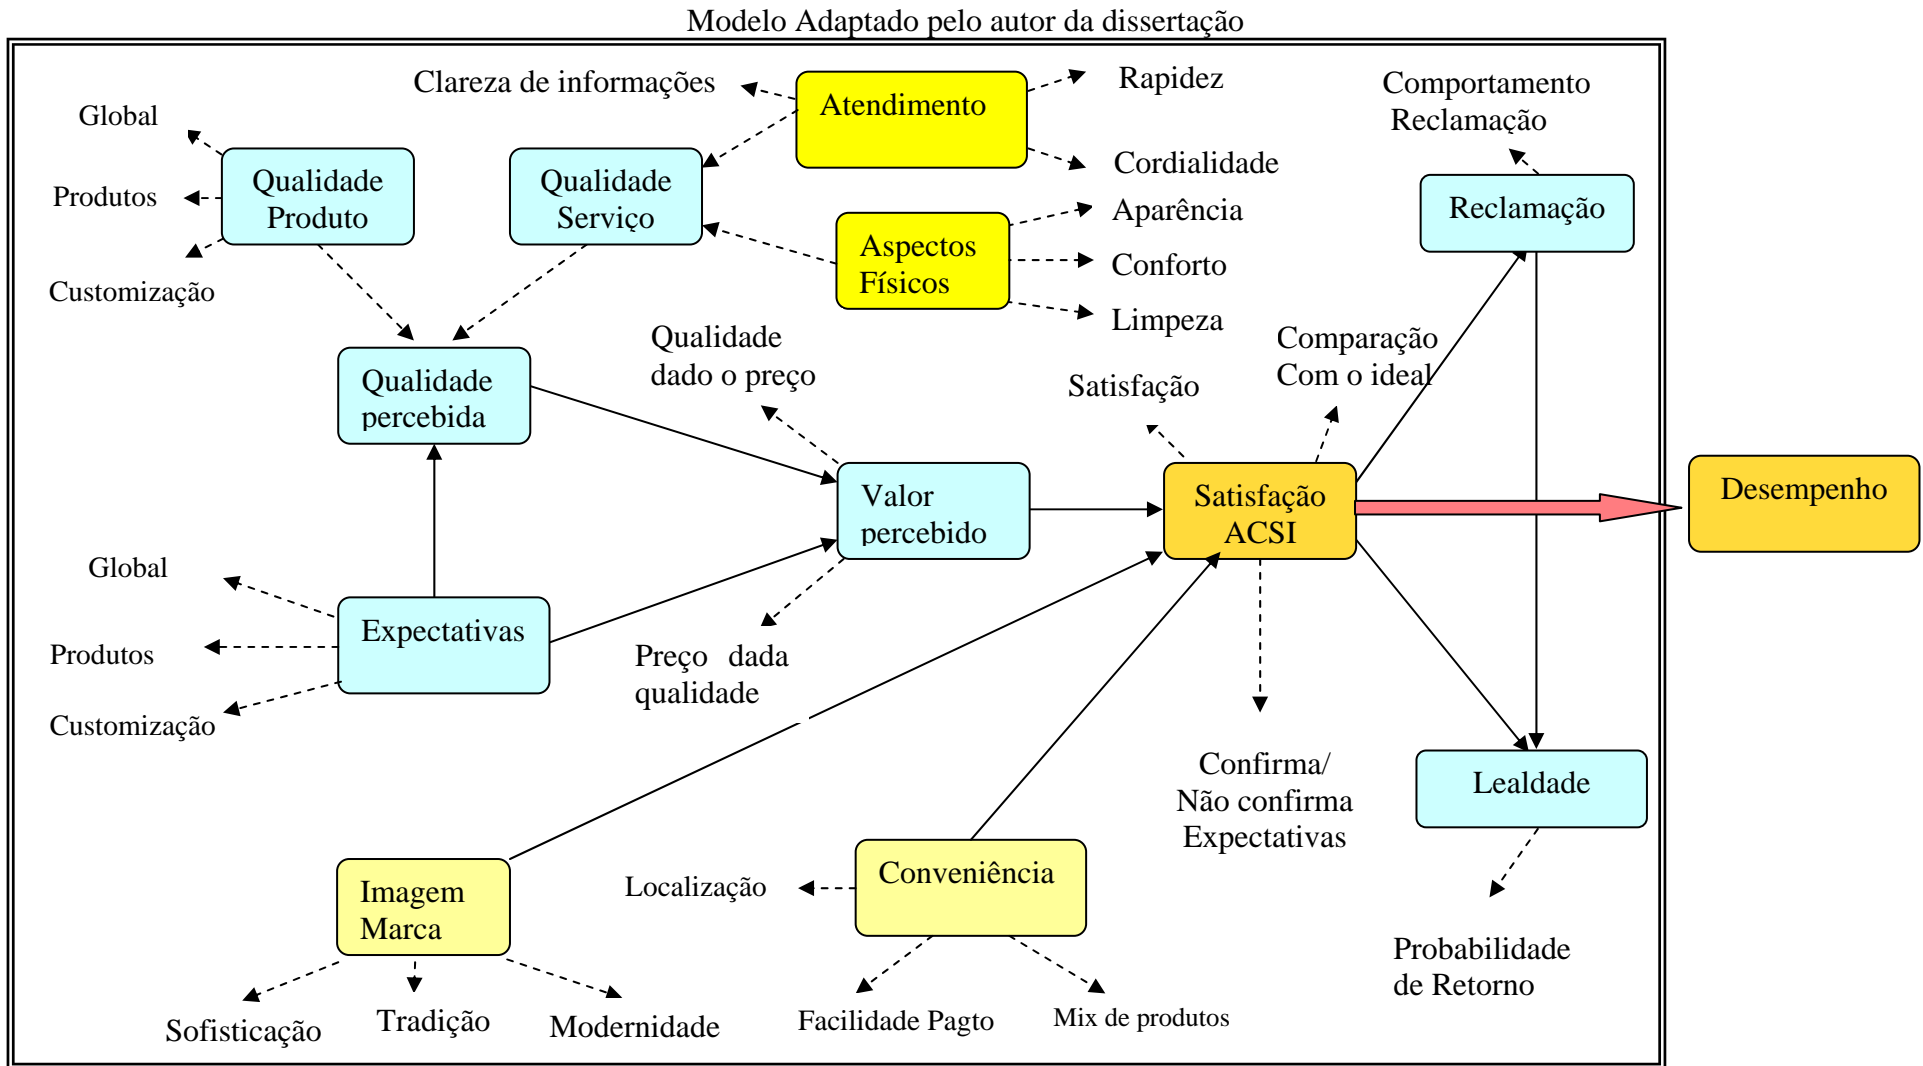 Modelo Adaptado pelo autor da dissertação
Clareza de informações
Atendimento
Rapidez
Cordialidade
Comportamento
Reclamação
Global
Produtos
Customização
Qualidade
Produto
Qualidade
Serviço
Aspectos
Físicos
Aparência
Conforto
Limpeza
Reclamação
Qualidade
percebida
Qualidade
dado o preço
Satisfação
Comparação
Com o ideal
Valor
percebido
Satisfação
ACSI
Desempenho
Global
Produtos
Customização
Expectativas
Preço dada
qualidade
Confirma/
Não confirma
Expectativas
Lealdade
Imagem
Marca
Localização
Conveniência
Probabilidade
de Retorno
Sofisticação
Tradição
Modernidade
Facilidade Pagto
Mix de produtos